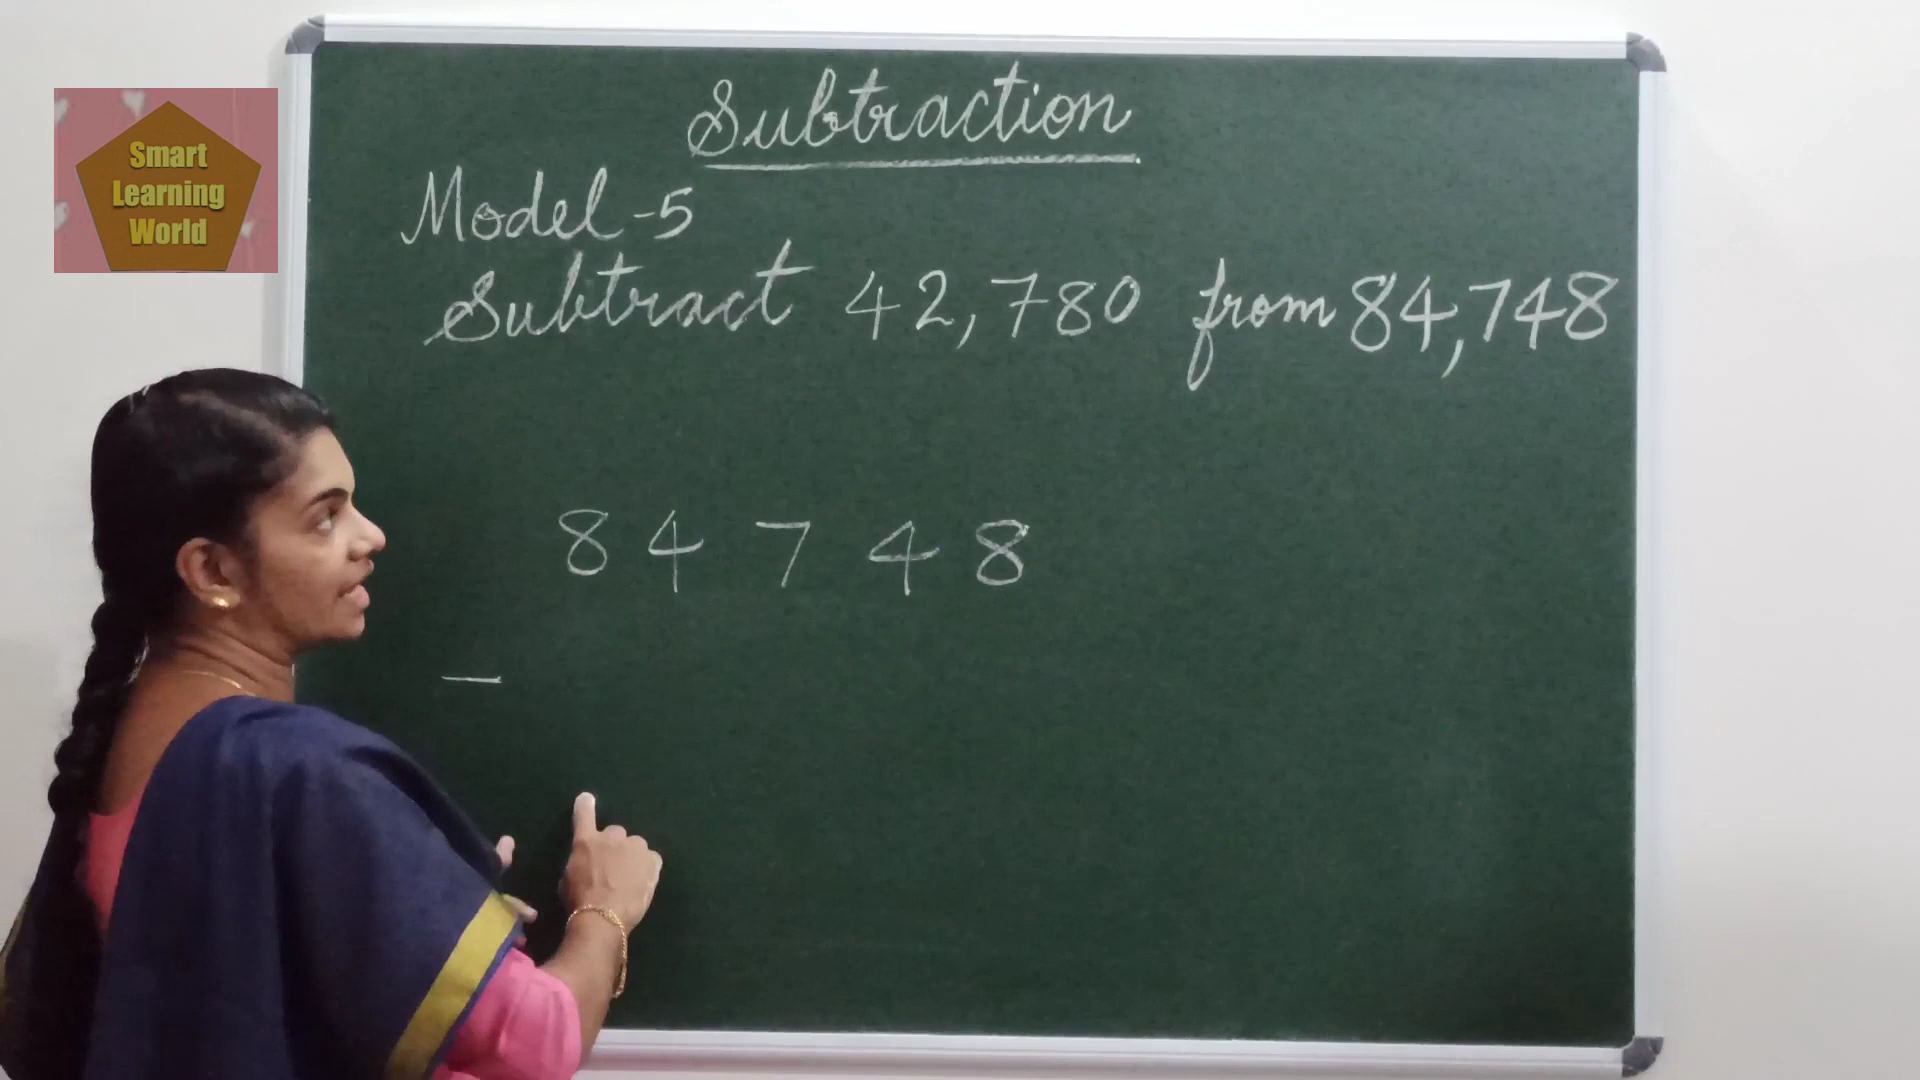 Smart
Learning
World
Subtraction
Model-5
Subtract 42,780 from 84,748
8 4 7 4 8
—